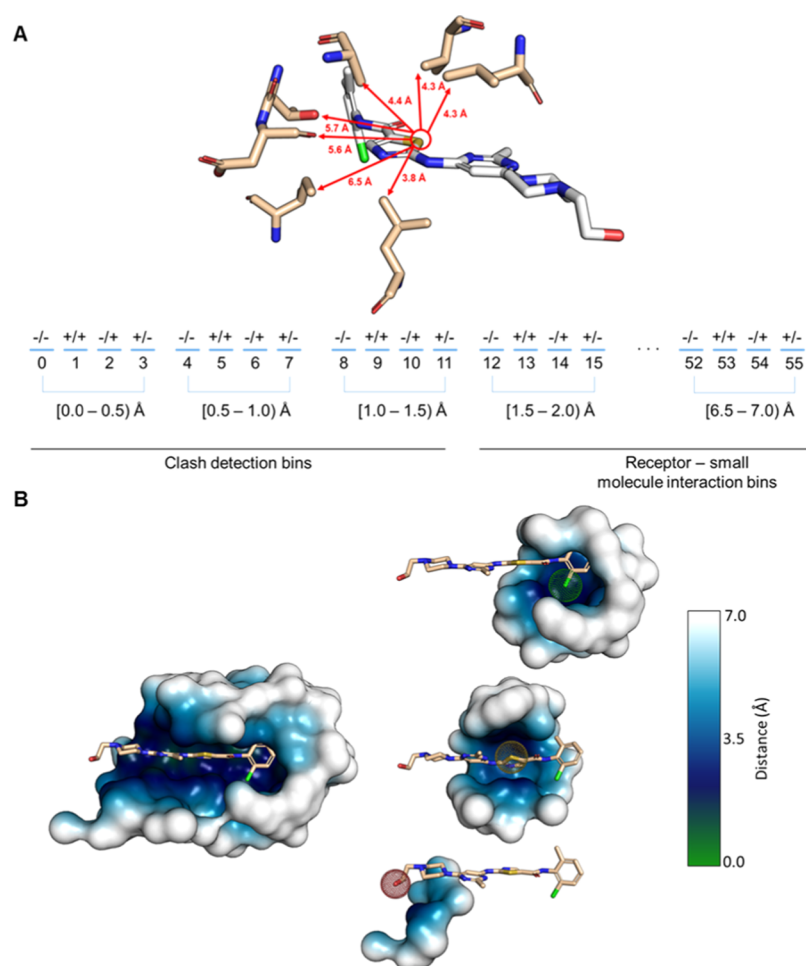 A
4.4 Å
4.3 Å
4.3 Å
5.7 Å
5.6 Å
6.5 Å
3.8 Å
-/- +/+ -/+ +/- -/- +/+ -/+ +/- -/- +/+ -/+ +/- -/- +/+ -/+ +/- -/- +/+ -/+ +/-
0 1 2 3 4 5 6 7 8 9 10 11 12 13 14 15 ... 52 53 54 55
[0.0 – 0.5) Å [0.5 – 1.0) Å [1.0 – 1.5) Å [1.5 – 2.0) Å [6.5 – 7.0) Å
Clash detection bins
Receptor – small
molecule interaction bins
B
7.0
3.5
0.0
Distance (Å)